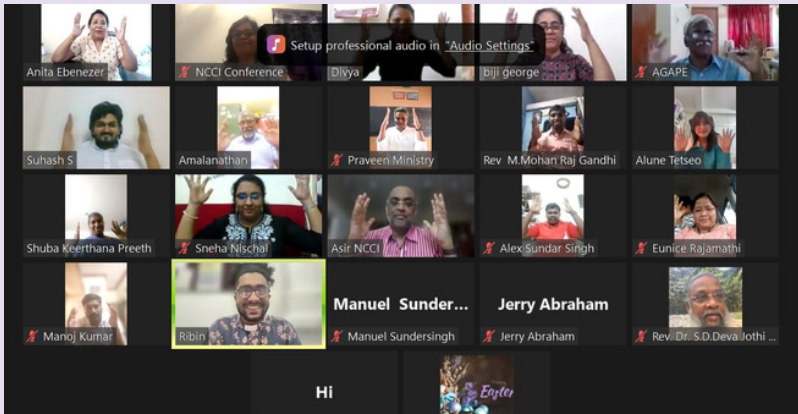 Setup professional audio in "Audio Settings"
Anita Ebenezer
NCCI Conference
Divya
biji george
AGAPE
Suhash S
Amalanathan
Praveen Ministry
Rev M.Mohan Raj Gandhi
Alune Tetseo
Shuba Keerthana Preeth
Sneha Nischal
Asir NCCI
Alex Sundar Singh
Eunice Rajamathi
Manoj Kumar
Ribin
Manuel Sunder...
Manuel Sundersingh
Jerry Abraham
Jerry Abraham
Rev. Dr. S.D.Deva Jothi ...
Hi
Easter